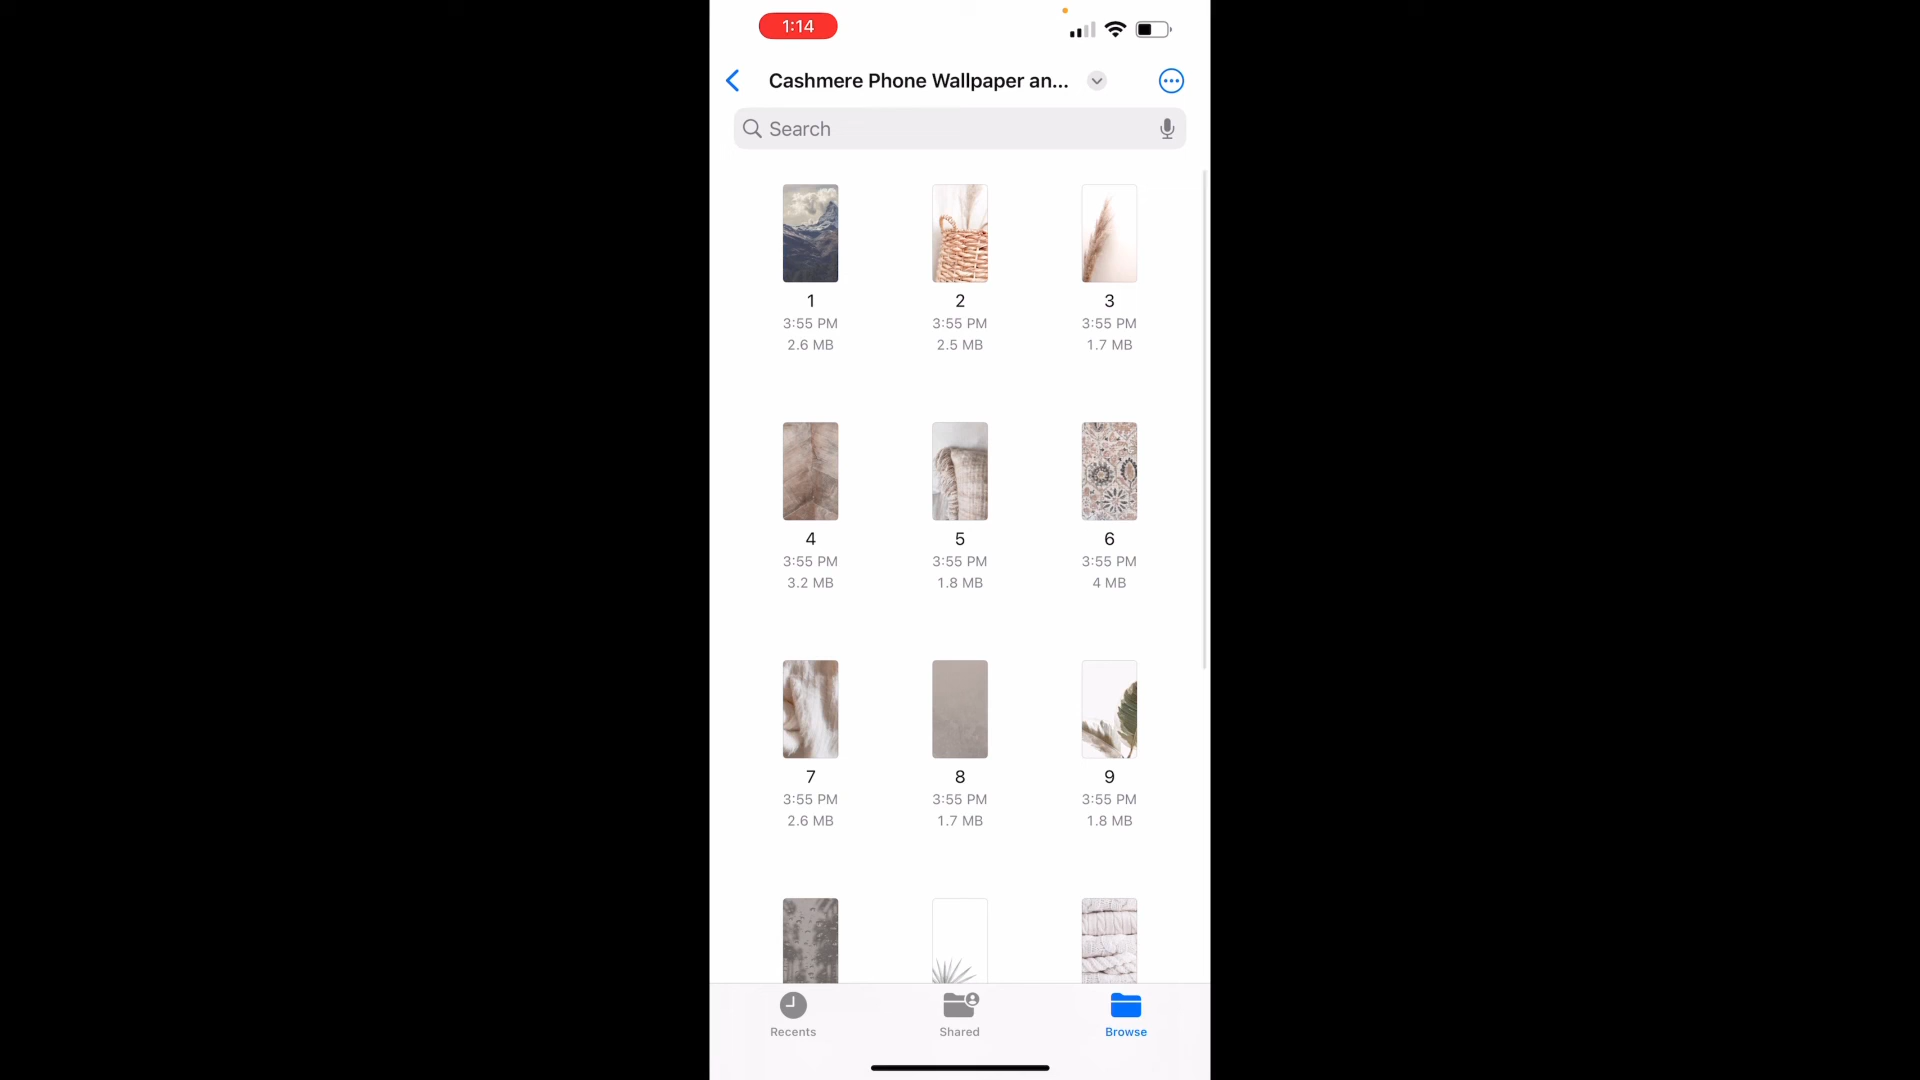 1:14
Cashmere Phone Wallpaper an...
Search
1 2 3
3:55 PM 3:55 PM 3:55 PM
2.6 MB 2.5 MB 1.7 MB
4 5 6
3:55 PM 3:55 PM 3:55 PM
3.2 MB 1.8 MB 4 MB
7 8 9
3:55 PM 3:55 PM 3:55 PM
2.6 MB 1.7 MB 1.8 MB
Recents Shared Browse